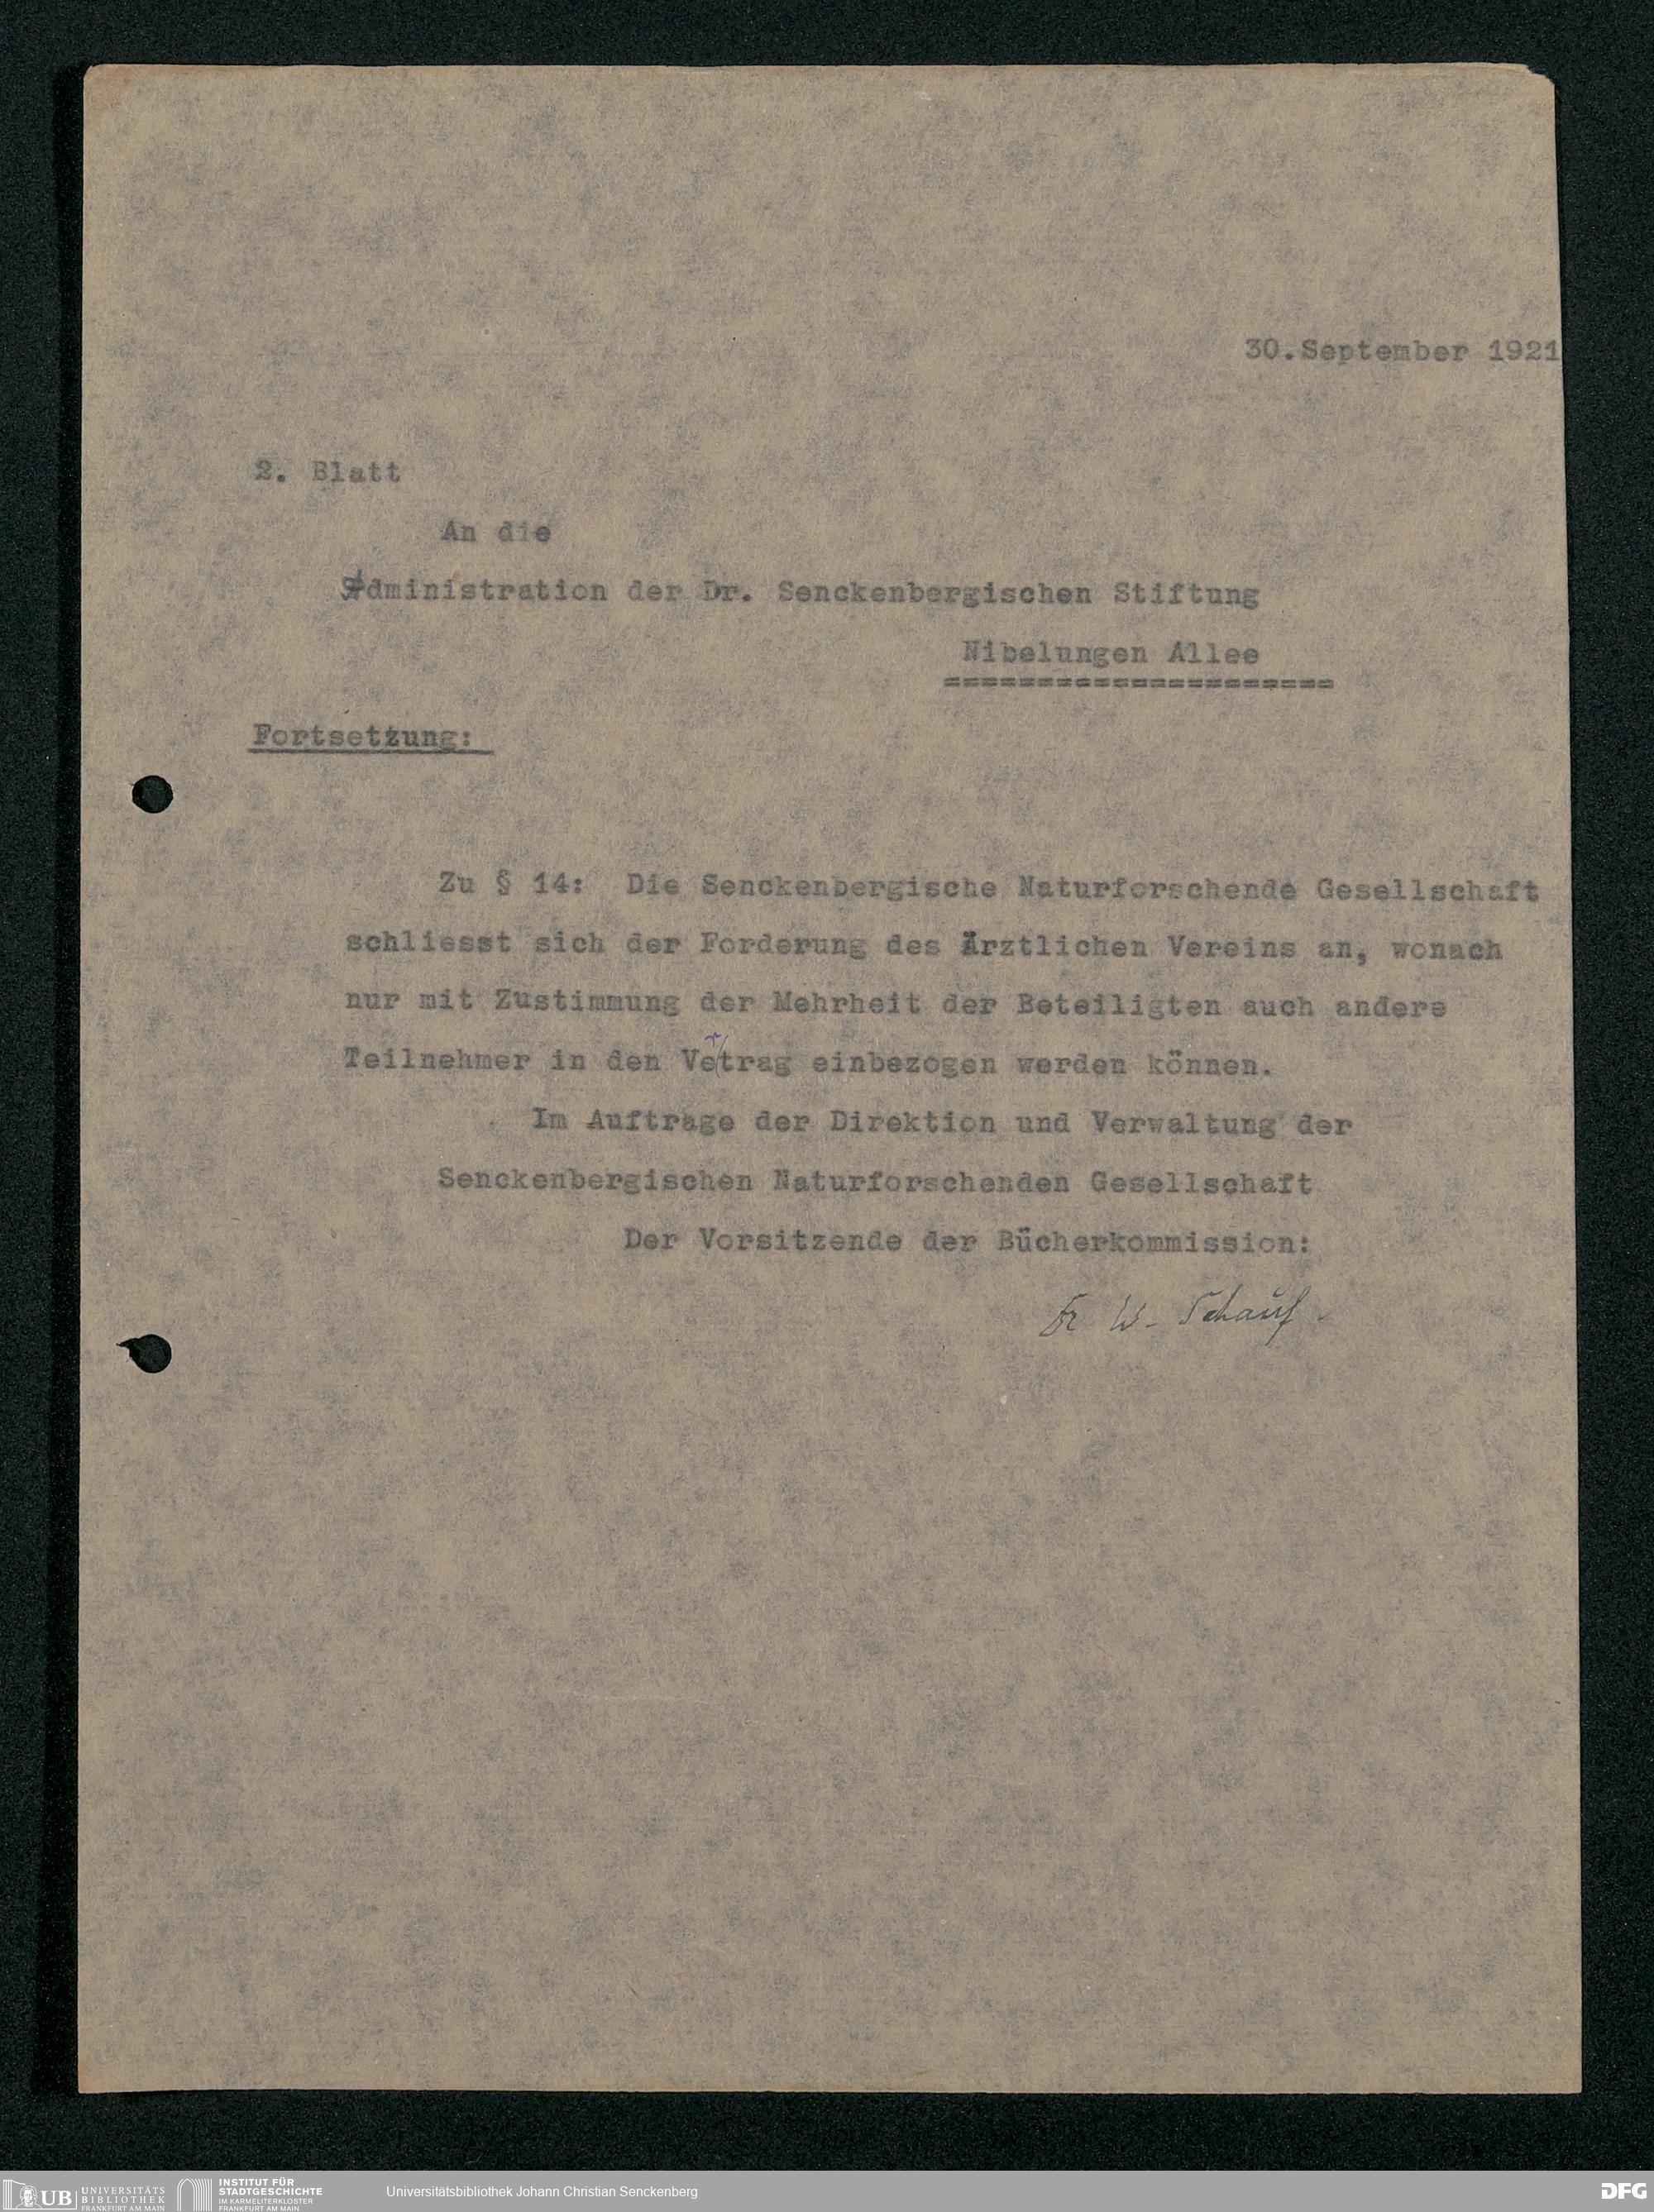 30.September 1921
2. Blatt
An die
Administration der Dr. Senckenbergischen Stiftung
Nibelungen Allee
=====================
Fortsetzung:
Zu § 14: Die Senckenbergische Naturforschende Gesellschaft
schliesst sich der Forderung des Ärztlichen Vereins an, wonach
nur mit Zustimmung der Mehrheit der Beteiligten auch andere
Teilnehmer in den Vertrag einbezogen werden können.
Im Auftrage der Direktion und Verwaltung der
Senckenbergischen Naturforschenden Gesellschaft
Der Vorsitzende der Bücherkommission:
Dr W. Schauf.
UB UNIVERSITÄTS BIBLIOTHEK FRANKFURT AM MAIN
INSTITUT FÜR STADTGESCHICHTE IM KARMELITERKLOSTER FRANKFURT AM MAIN
Universitätsbibliothek Johann Christian Senckenberg
DFG